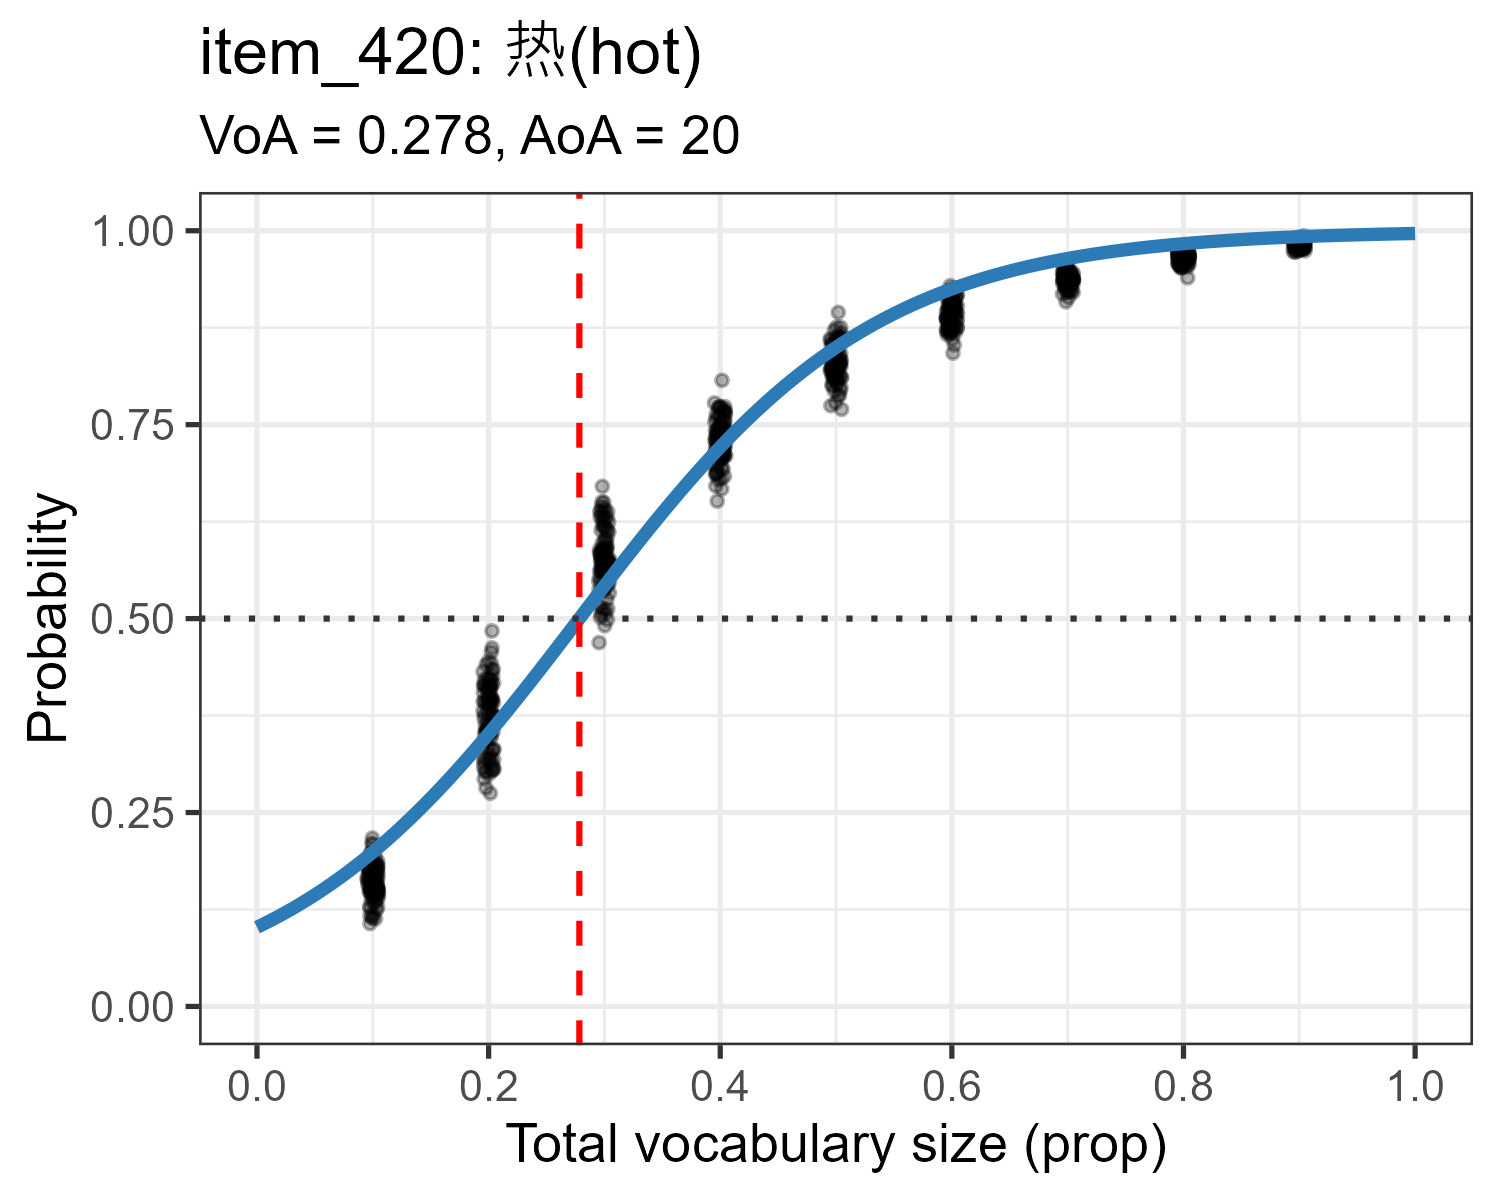 item_420: 热(hot)
VoA = 0.278, AoA = 20
1.00
0.75
0.50
0.25
0.00
Probability
0.0 0.2 0.4 0.6 0.8 1.0
Total vocabulary size (prop)